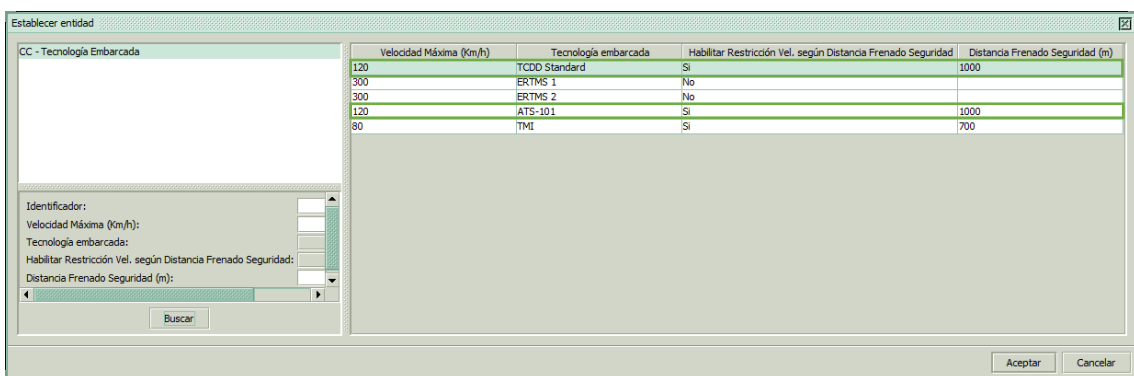 Establecer entidad
CC - Tecnología Embarcada
Velocidad Máxima (Km/h) Tecnología embarcada Habilitar Restricción Vel. según Distancia Frenado Seguridad Distancia Frenado Seguridad (m)
120 TCDD Standard Si 1000
300 ERTMS 1 No
300 ERTMS 2 No
120 ATS-101 Si 1000
80 TMI Si 700
Identificador:
Velocidad Máxima (Km/h):
Tecnología embarcada:
Habilitar Restricción Vel. según Distancia Frenado Seguridad:
Distancia Frenado Seguridad (m):
Buscar
Aceptar Cancelar